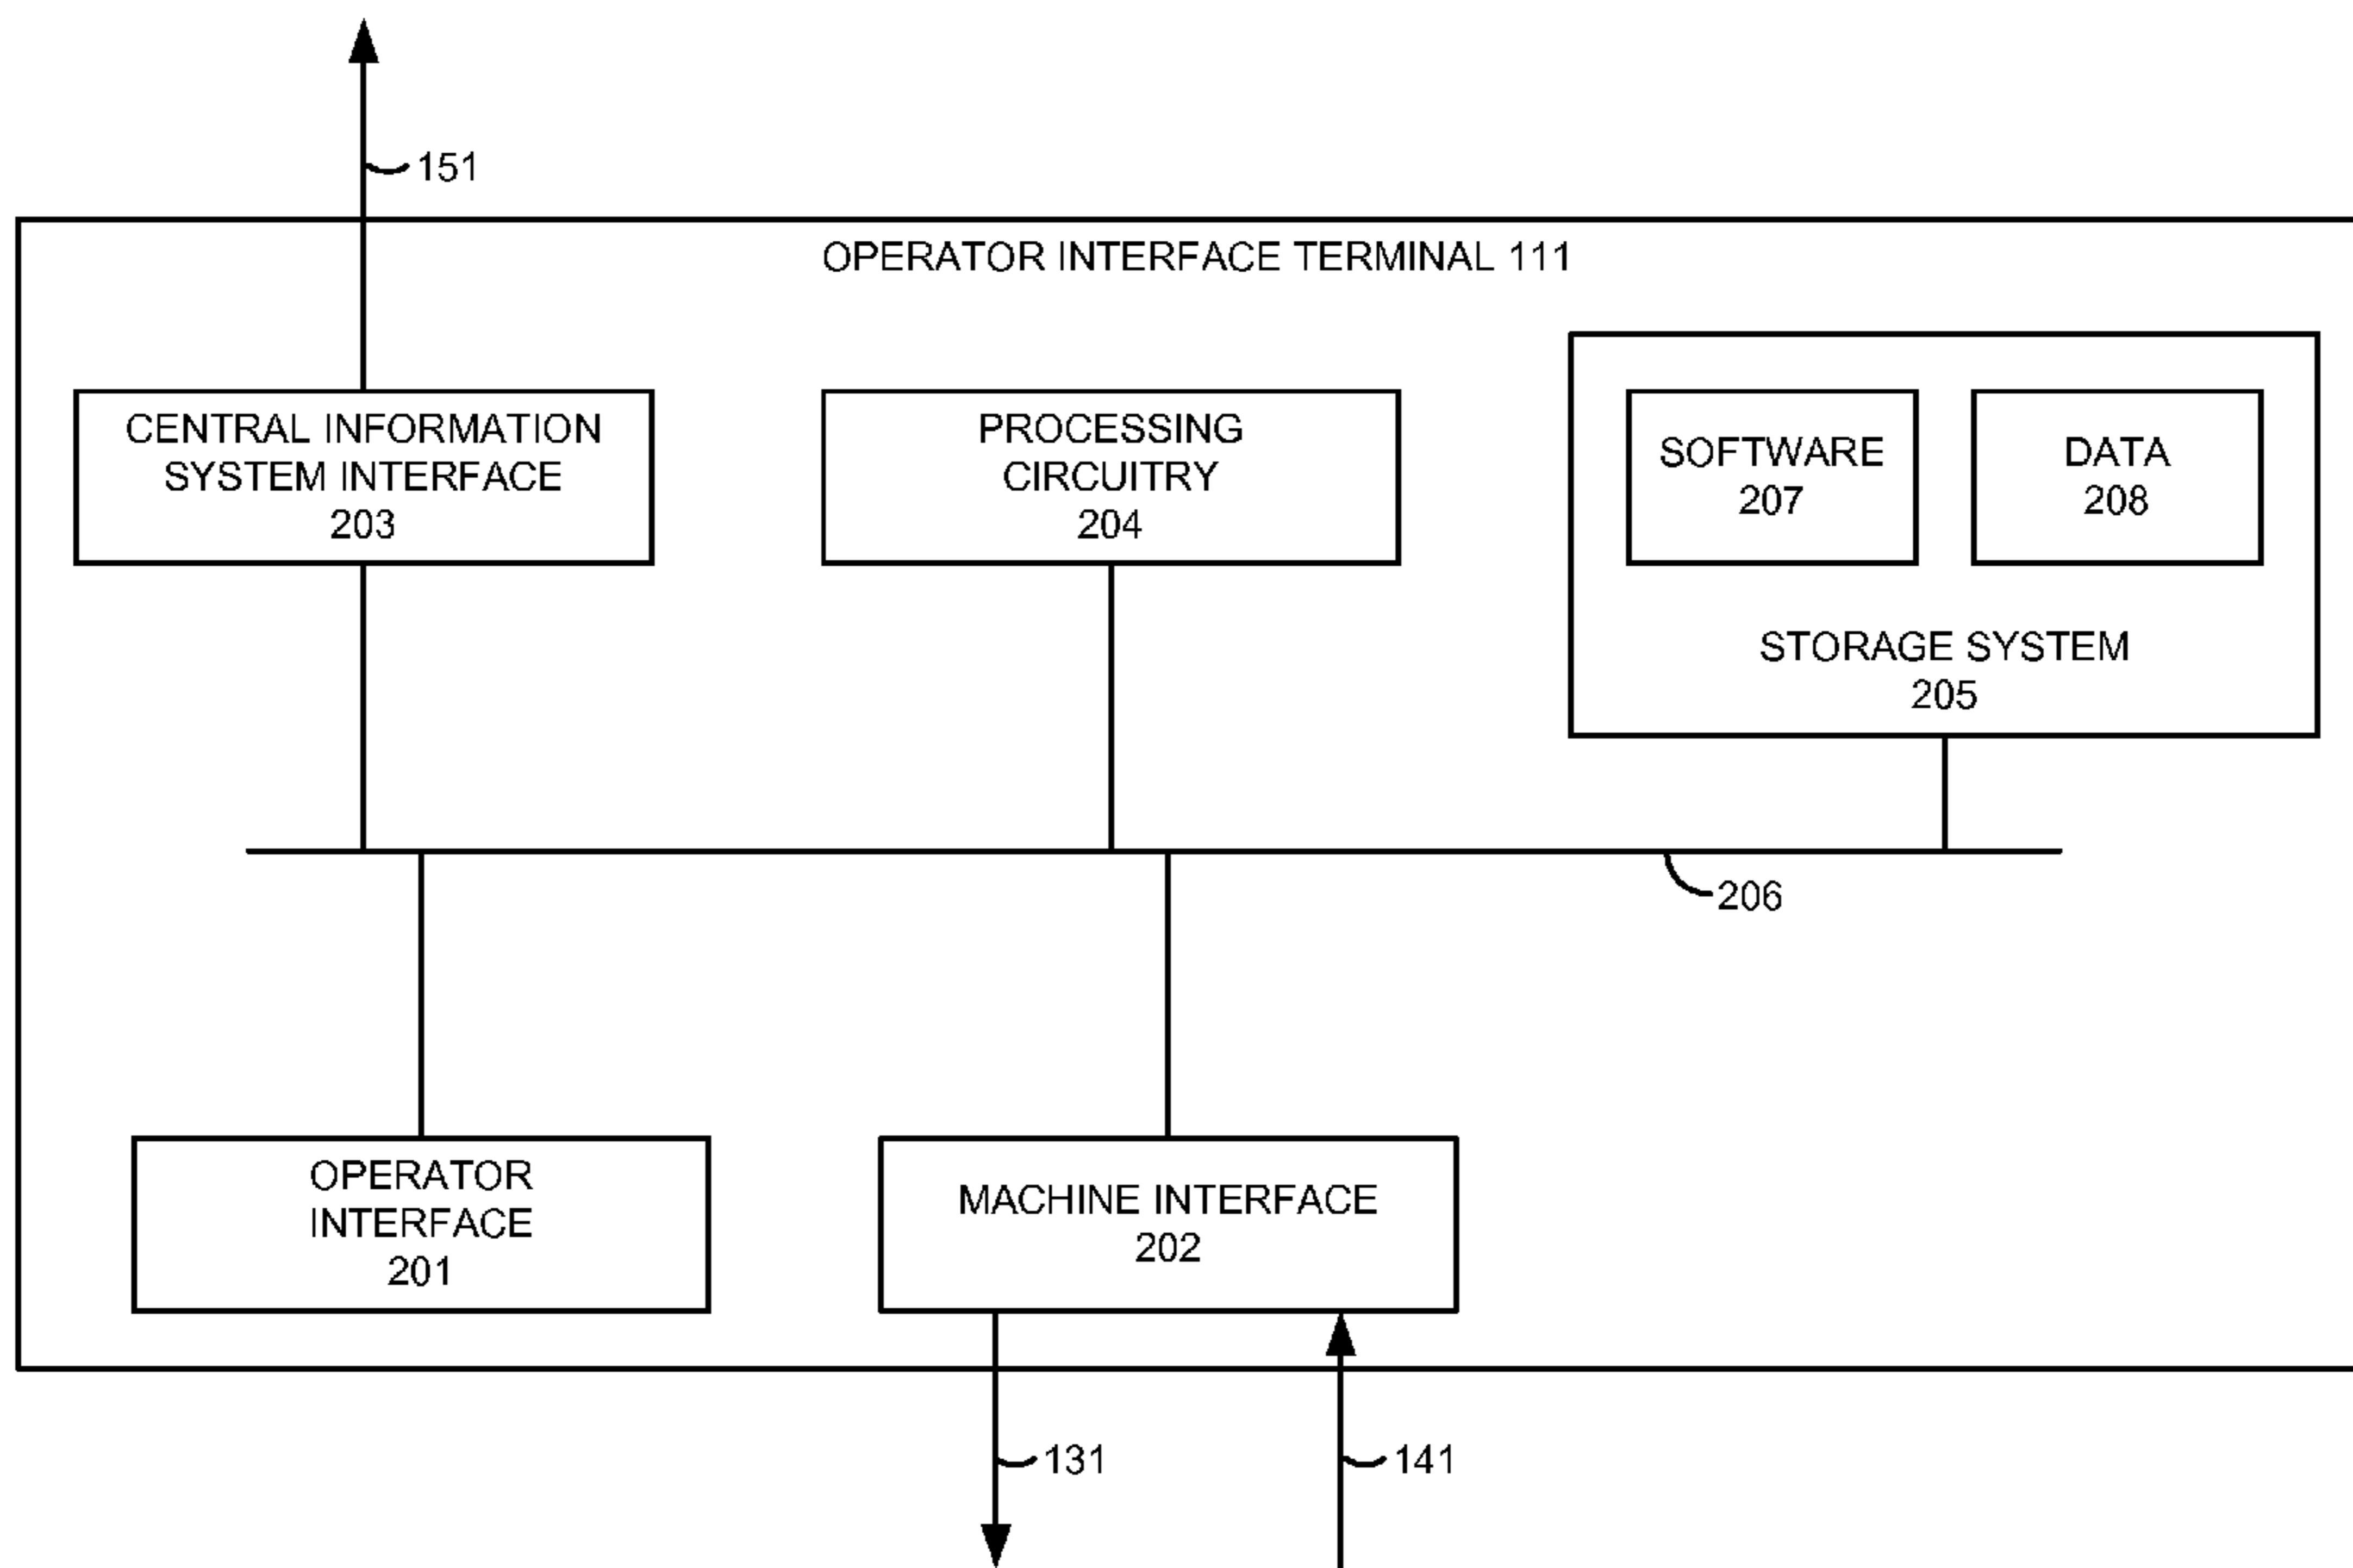 151
OPERATOR INTERFACE TERMINAL 111
CENTRAL INFORMATION
SYSTEM INTERFACE
203
PROCESSING
CIRCUITRY
204
SOFTWARE
207
DATA
208
STORAGE SYSTEM
205
206
OPERATOR
INTERFACE
201
MACHINE INTERFACE
202
131
141